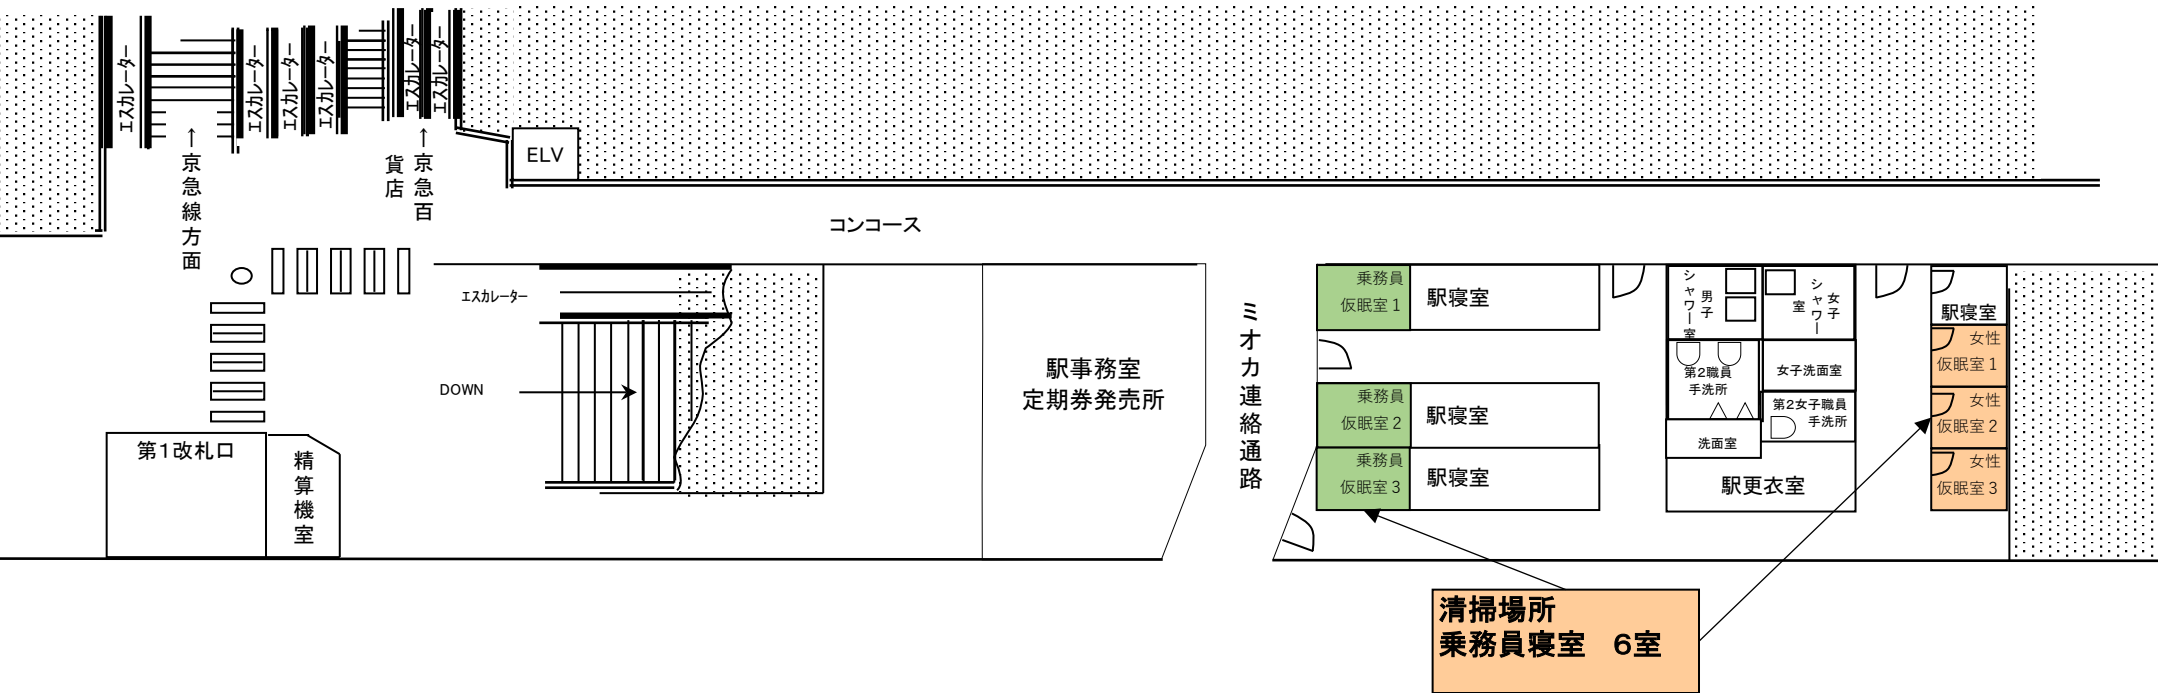 エスカレーター
エスカレーター
エスカレーター
エスカレーター
エスカレーター
エスカレーター
↑京急線方面
↑京急百
貨店
ELV
コンコース
エスカレーター
DOWN
第1改札口
精算機室
駅事務室
定期券発売所
ミオカ連絡通路
乗務員
仮眠室1
駅寝室
乗務員
仮眠室2
駅寝室
乗務員
仮眠室3
駅寝室
男子
シャワー室
女子
シャワー
室
第2職員
手洗所
女子洗面室
第2女子職員
手洗所
洗面室
駅更衣室
駅寝室
女性
仮眠室1
女性
仮眠室2
女性
仮眠室3
清掃場所
乗務員寝室 6室